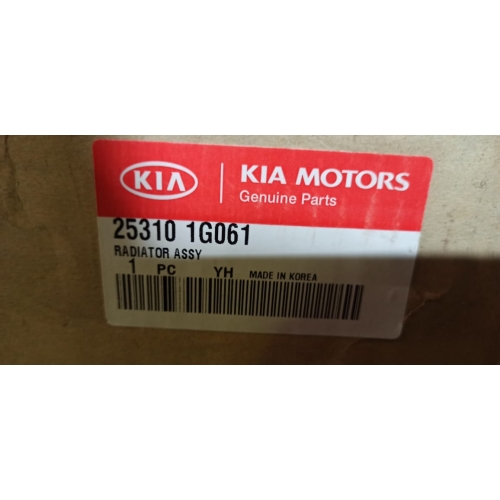 KIA
KIA MOTORS
Genuine Parts
25310 1G061
RADIATOR ASSY
1 PC YH MADE IN KOREA